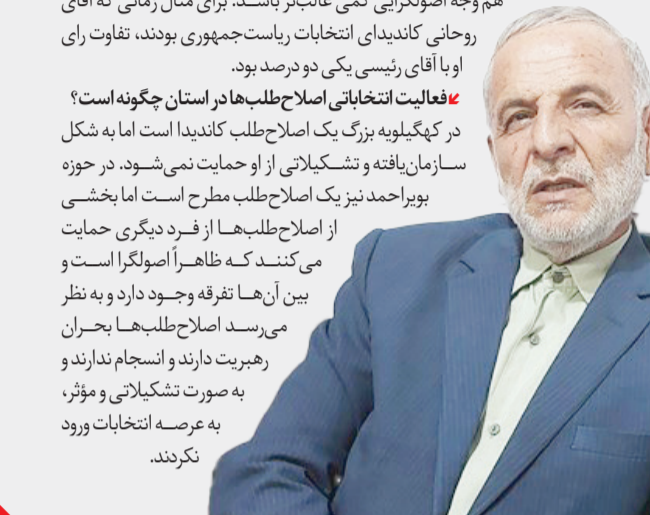 هم وجه اصولگرایی کمی غالب‌تر باشد. برای مثال زمانی که آقای
روحانی کاندیدای انتخابات ریاست‌جمهوری بودند، تفاوت رای
او با آقای رئیسی یکی دو درصد بود.
فعالیت انتخاباتی اصلاح‌طلب‌ها در استان چگونه است؟
در کهگیلویه بزرگ یک اصلاح‌طلب کاندیدا است اما به شکل
سازمان‌یافته و تشکیلاتی از او حمایت نمی‌شود. در حوزه
بویراحمد نیز یک اصلاح‌طلب مطرح است اما بخشی
از اصلاح‌طلب‌ها از فرد دیگری حمایت
می‌کنند که ظاهراً اصولگرا است و
بین آن‌ها تفرقه وجود دارد و به نظر
می‌رسد اصلاح‌طلب‌ها بحران
رهبریت دارند و انسجام ندارند و
به صورت تشکیلاتی و مؤثر،
به عرصه انتخابات ورود
نکردند.